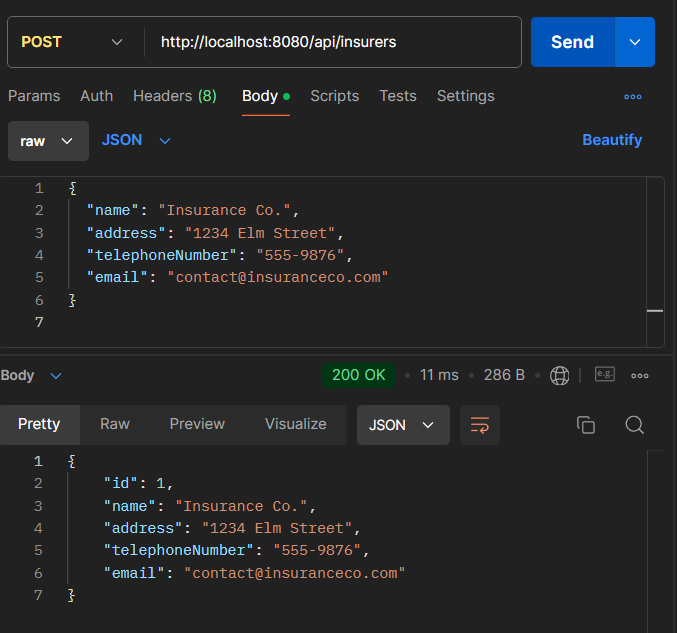 POST http://localhost:8080/api/insurers Send
Params Auth Headers (8) Body Scripts Tests Settings
raw JSON Beautify
1 {
2 "name": "Insurance Co.",
3 "address": "1234 Elm Street",
4 "telephoneNumber": "555-9876",
5 "email": "contact@insuranceco.com"
6 }
7
Body 200 OK 11 ms 286 B e.g.
Pretty Raw Preview Visualize JSON
1 {
2 "id": 1,
3 "name": "Insurance Co.",
4 "address": "1234 Elm Street",
5 "telephoneNumber": "555-9876",
6 "email": "contact@insuranceco.com"
7 }